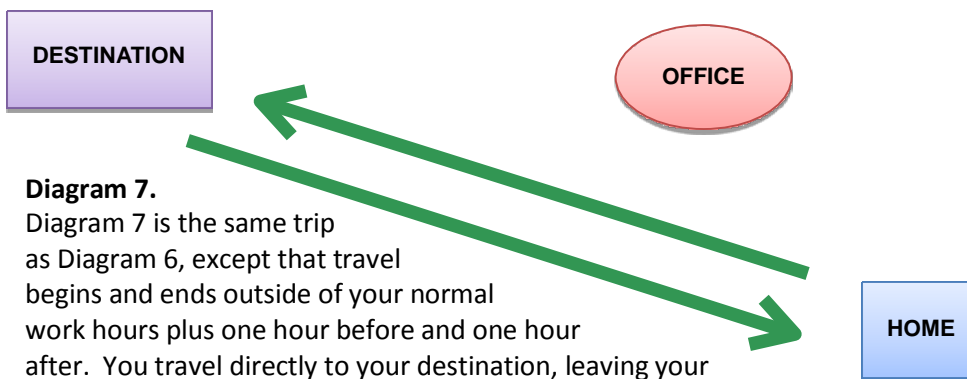 DESTINATION
OFFICE
Diagram 7.
Diagram 7 is the same trip
as Diagram 6, except that travel
begins and ends outside of your normal
work hours plus one hour before and one hour
after.  You travel directly to your destination, leaving your
HOME